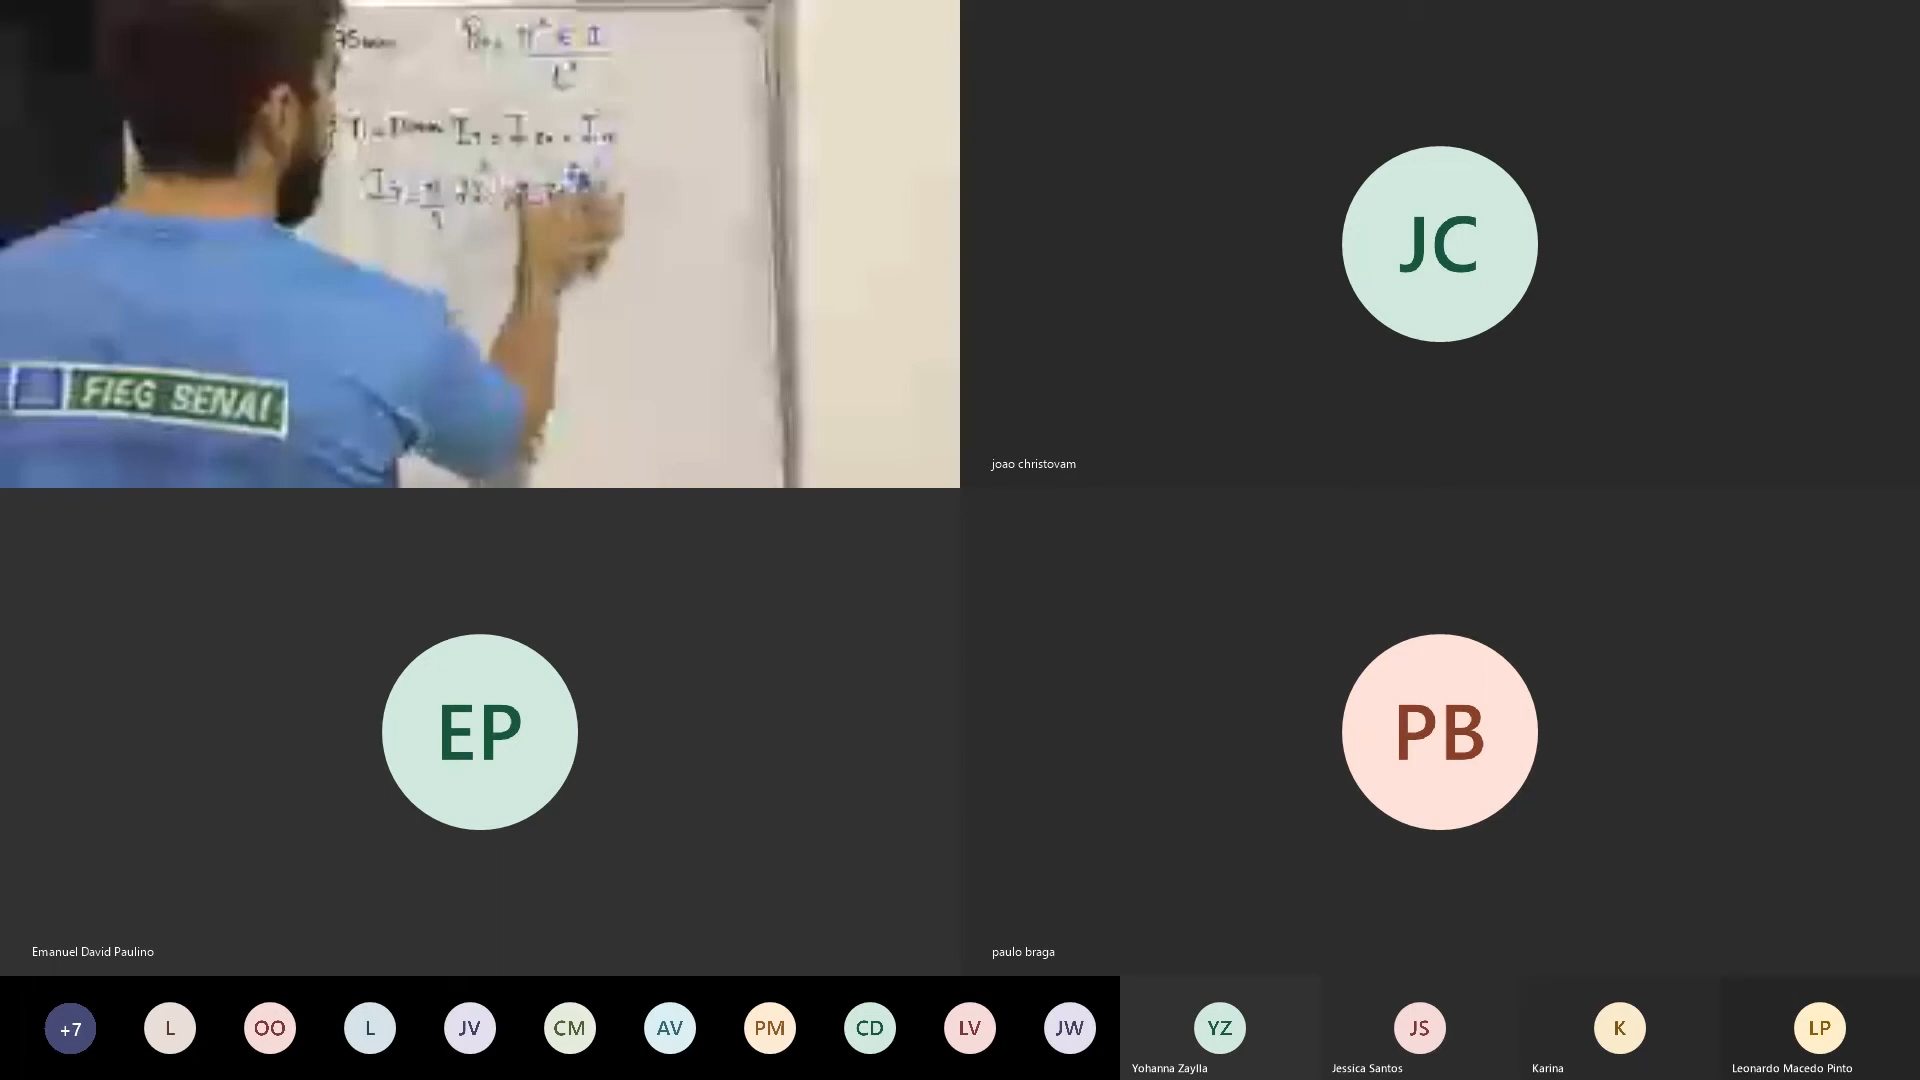 FIEG SENAI
JC
joao christovam
EP
Emanuel David Paulino
PB
paulo braga
+7
L
OO
L
JV
CM
AV
PM
CD
LV
JW
YZ
Yohanna Zaylla
JS
Jessica Santos
K
Karina
LP
Leonardo Macedo Pinto